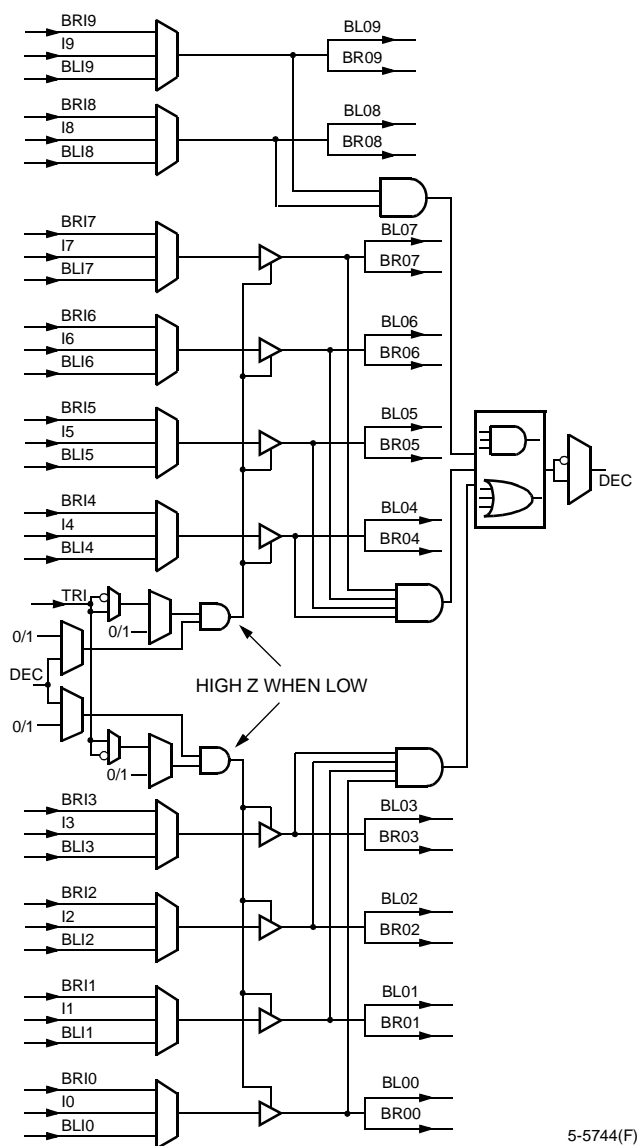 BRI9
I9
BLI9
BL09
BR09
BRI8
I8
BLI8
BL08
BR08
BRI7
I7
BLI7
BL07
BR07
BRI6
I6
BLI6
BL06
BR06
BRI5
I5
BLI5
BL05
BR05
BRI4
I4
BLI4
BL04
BR04
DEC
TRI
0/1
0/1
DEC
HIGH Z WHEN LOW
0/1
0/1
BRI3
I3
BLI3
BL03
BR03
BRI2
I2
BLI2
BL02
BR02
BRI1
I1
BLI1
BL01
BR01
BRI0
I0
BLI0
BL00
BR00
5-5744(F)